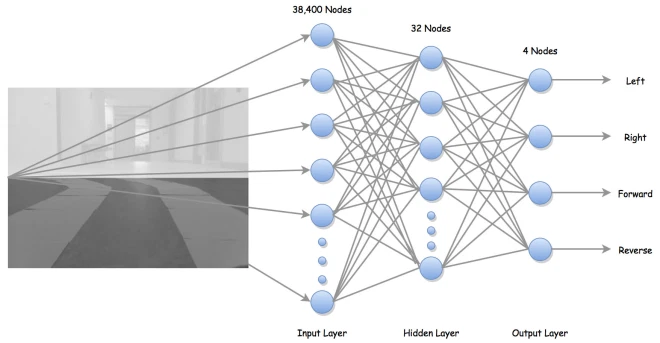 38,400 Nodes
32 Nodes
4 Nodes
Left
Right
Forward
Reverse
Input Layer
Hidden Layer
Output Layer